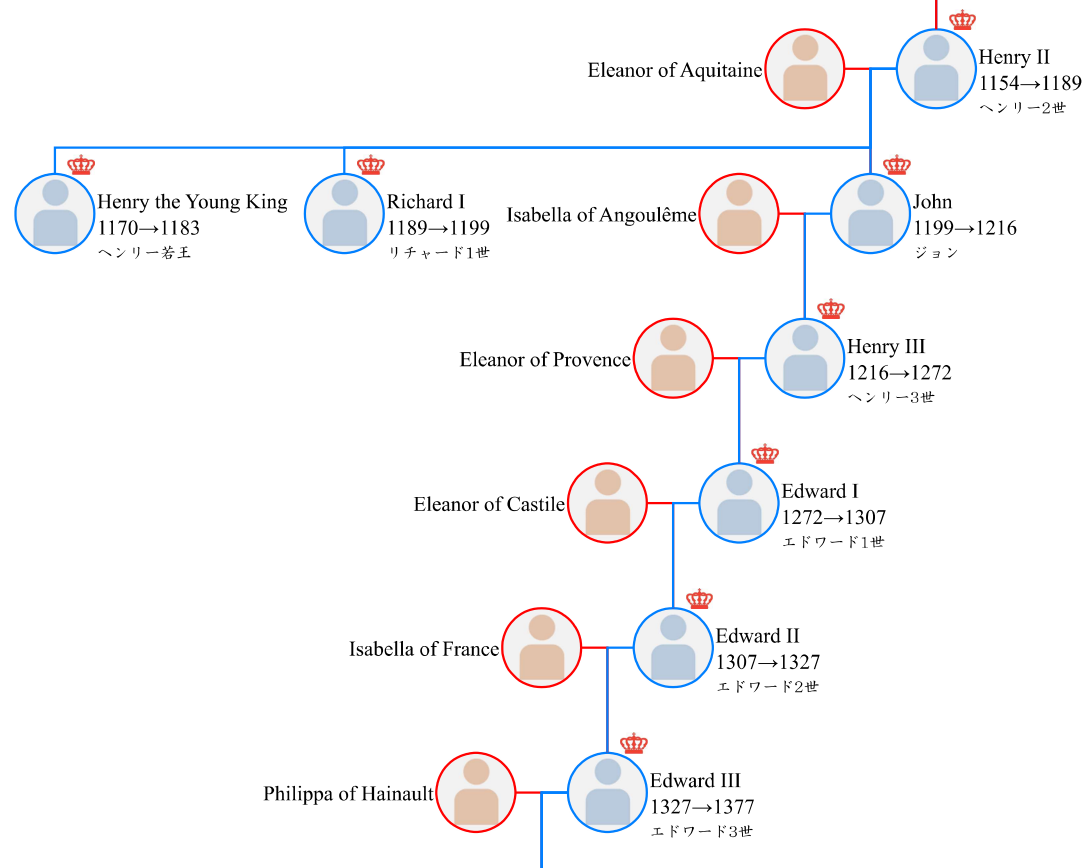 Eleanor of Aquitaine
Henry II
1154→1189
ヘンリー2世
Henry the Young King
1170→1183
ヘンリー若王
Richard I
1189→1199
リチャード1世
Isabella of Angoulême
John
1199→1216
ジョン
Eleanor of Provence
Henry III
1216→1272
ヘンリー3世
Eleanor of Castile
Edward I
1272→1307
エドワード1世
Isabella of France
Edward II
1307→1327
エドワード2世
Philippa of Hainault
Edward III
1327→1377
エドワード3世